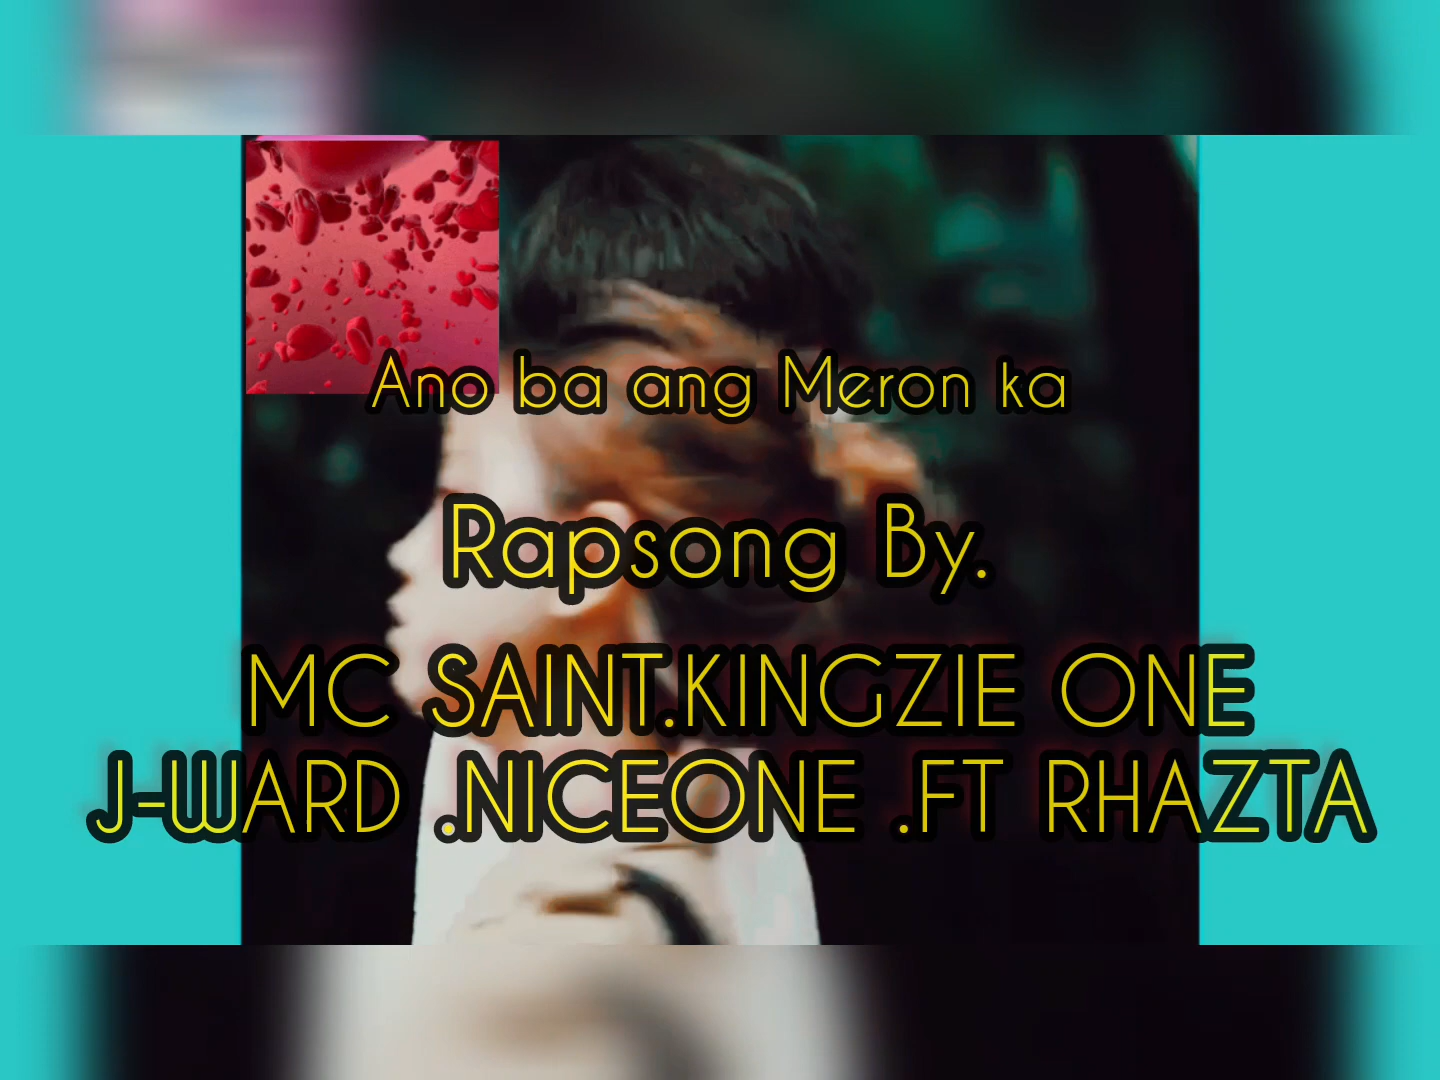 Ano ba ang Meron ka
Rapsong By.
MC SAINT.KINGZIE ONE
J-WARD .NICEONE .FT RHAZTA